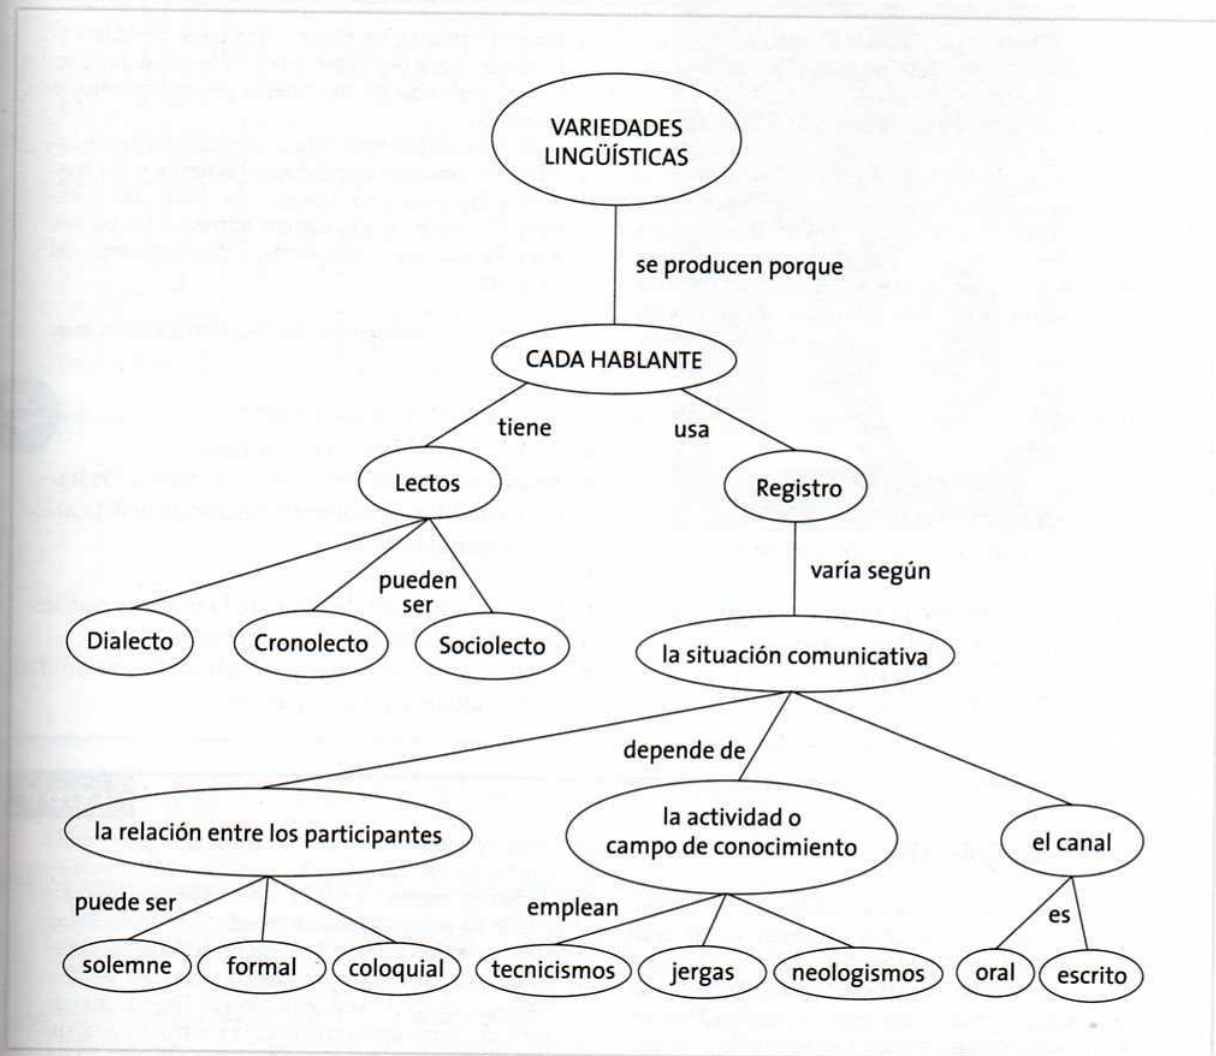 VARIEDADES
LINGÜÍSTICAS
se producen porque
CADA HABLANTE
tiene
usa
Lectos
Registro
pueden
ser
varía según
Dialecto
Cronolecto
Sociolecto
la situación comunicativa
depende de
la relación entre los participantes
la actividad o
campo de conocimiento
el canal
puede ser
emplean
es
solemne
formal
coloquial
tecnicismos
jergas
neologismos
oral
escrito